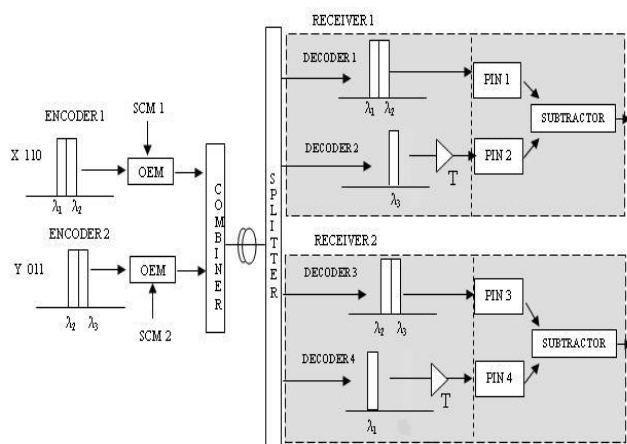 RECEIVER 1
DECODER 1
λ1 λ2
PIN 1
SUBTRACTOR
DECODER 2
λ3
T
PIN 2
ENCODER 1
SCM 1
X 110
OEM
λ1 λ2
ENCODER 2
Y 011
OEM
λ2 λ3
SCM 2
COMBINER
SPLITTER
RECEIVER 2
DECODER 3
λ2 λ3
PIN 3
SUBTRACTOR
DECODER 4
λ1
T
PIN 4